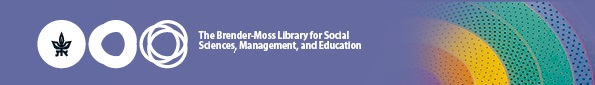 The Brender-Moss Library for Social
Sciences, Management, and Education